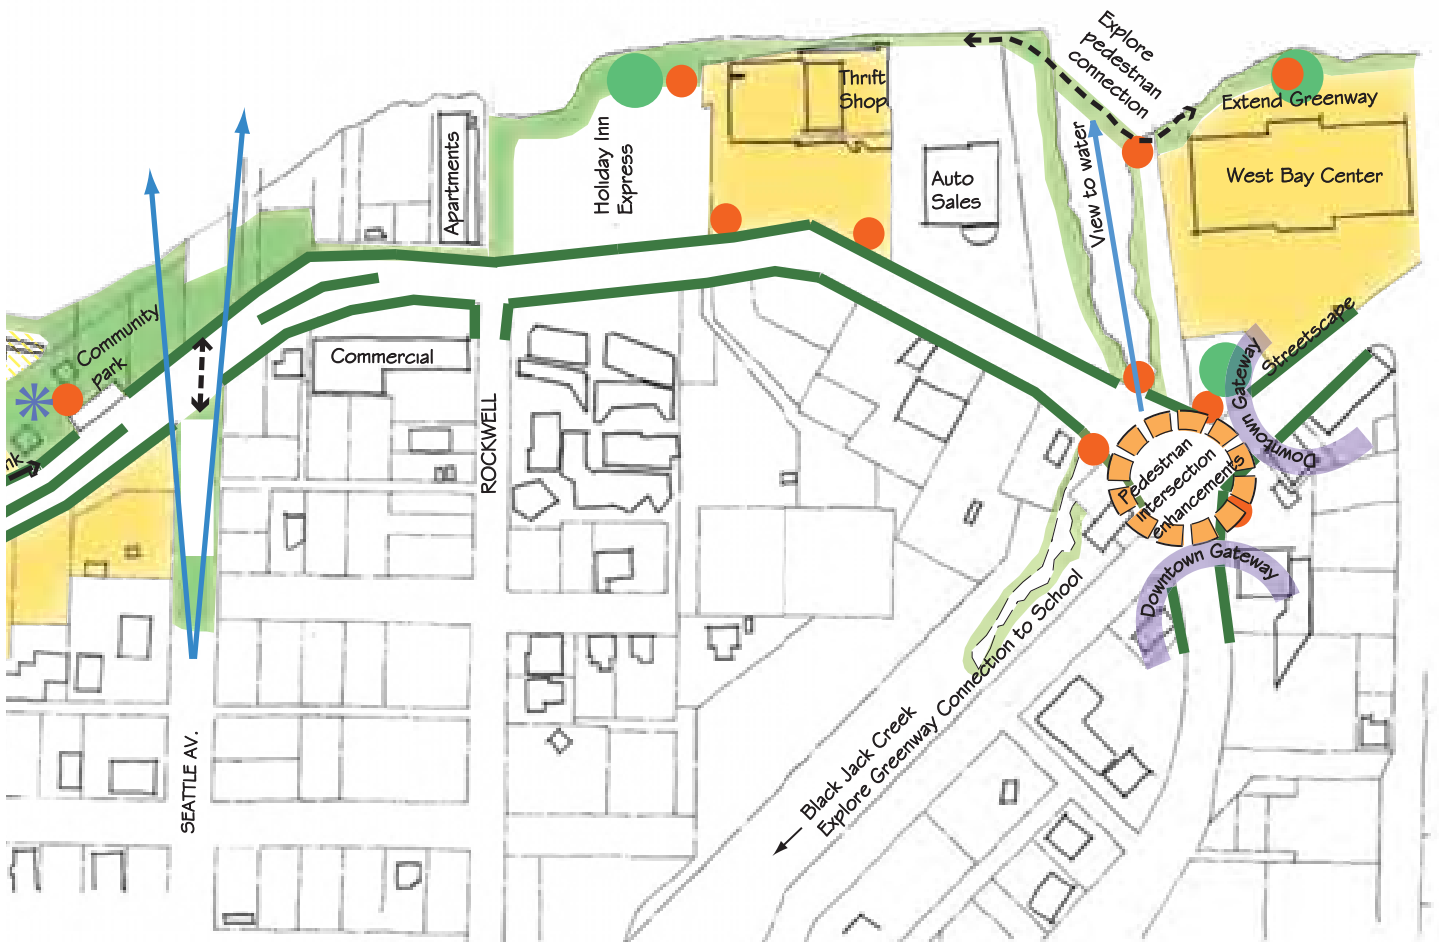 Explore
pedestrian
connection
Thrift
Shop
Extend Greenway
Apartments
Holiday Inn
Express
Auto
Sales
View to water
West Bay Center
Community
park
Commercial
Streetscape
Downtown Gateway
ROCKWELL
Pedestrian
intersection
enhancements
nk
Downtown Gateway
SEATTLE AV.
Black Jack Creek
Explore Greenway Connection to School